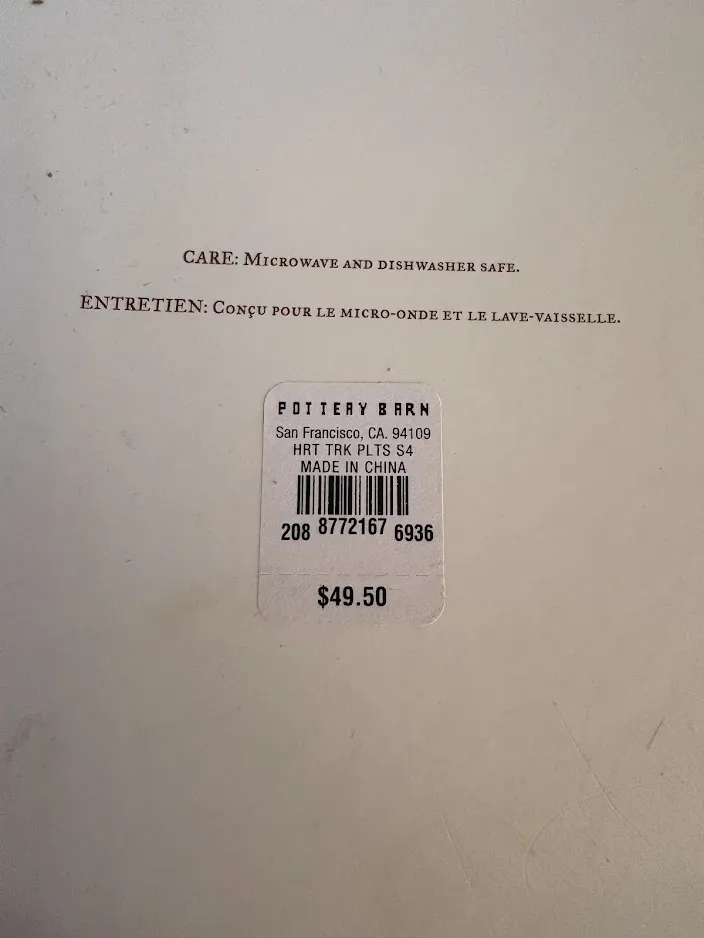 CARE: Microwave and dishwasher safe.
ENTRETIEN: Conçu pour le micro-onde et le lave-vaisselle.
POTTERY BARN
San Francisco, CA. 94109
HRT TRK PLTS S4
MADE IN CHINA
208 8772167 6936
$49.50